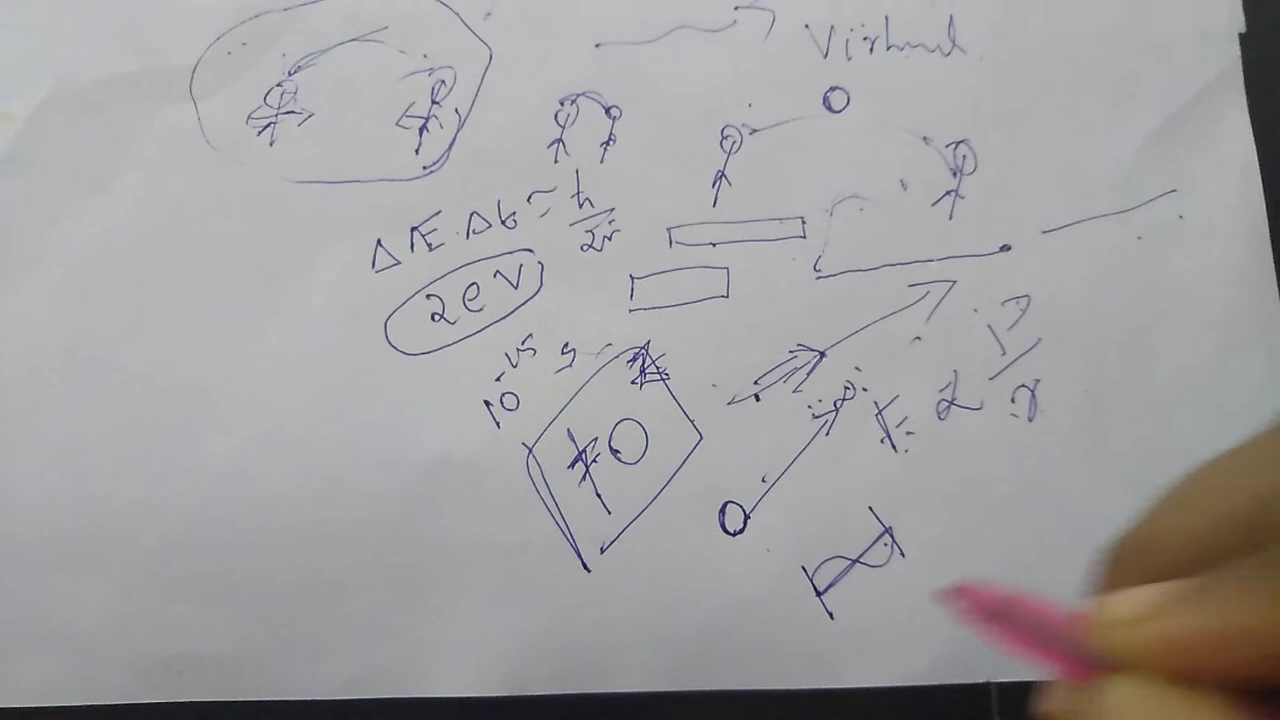 Virtual
ΔE.Δt ≈ h/2π
2eV
10⁻¹⁵ s
≠ 0